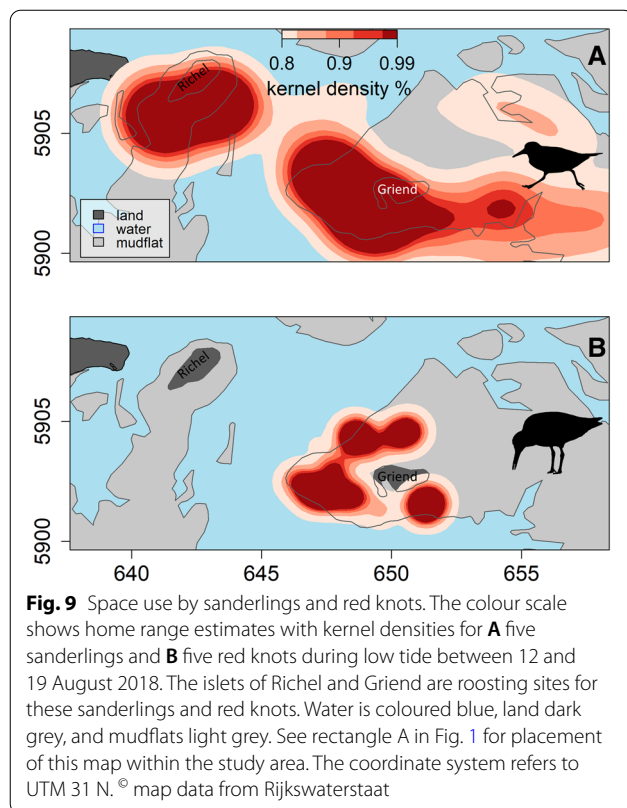 0.8 0.9 0.99
kernel density %
A
Richel
5905
Griend
land
water
mudflat
5900
B
Richel
5905
Griend
5900
640 645 650 655
Fig. 9 Space use by sanderlings and red knots. The colour scale
shows home range estimates with kernel densities for A five
sanderlings and B five red knots during low tide between 12 and
19 August 2018. The islets of Richel and Griend are roosting sites for
these sanderlings and red knots. Water is coloured blue, land dark
grey, and mudflats light grey. See rectangle A in Fig. 1 for placement
of this map within the study area. The coordinate system refers to
UTM 31 N. © map data from Rijkswaterstaat